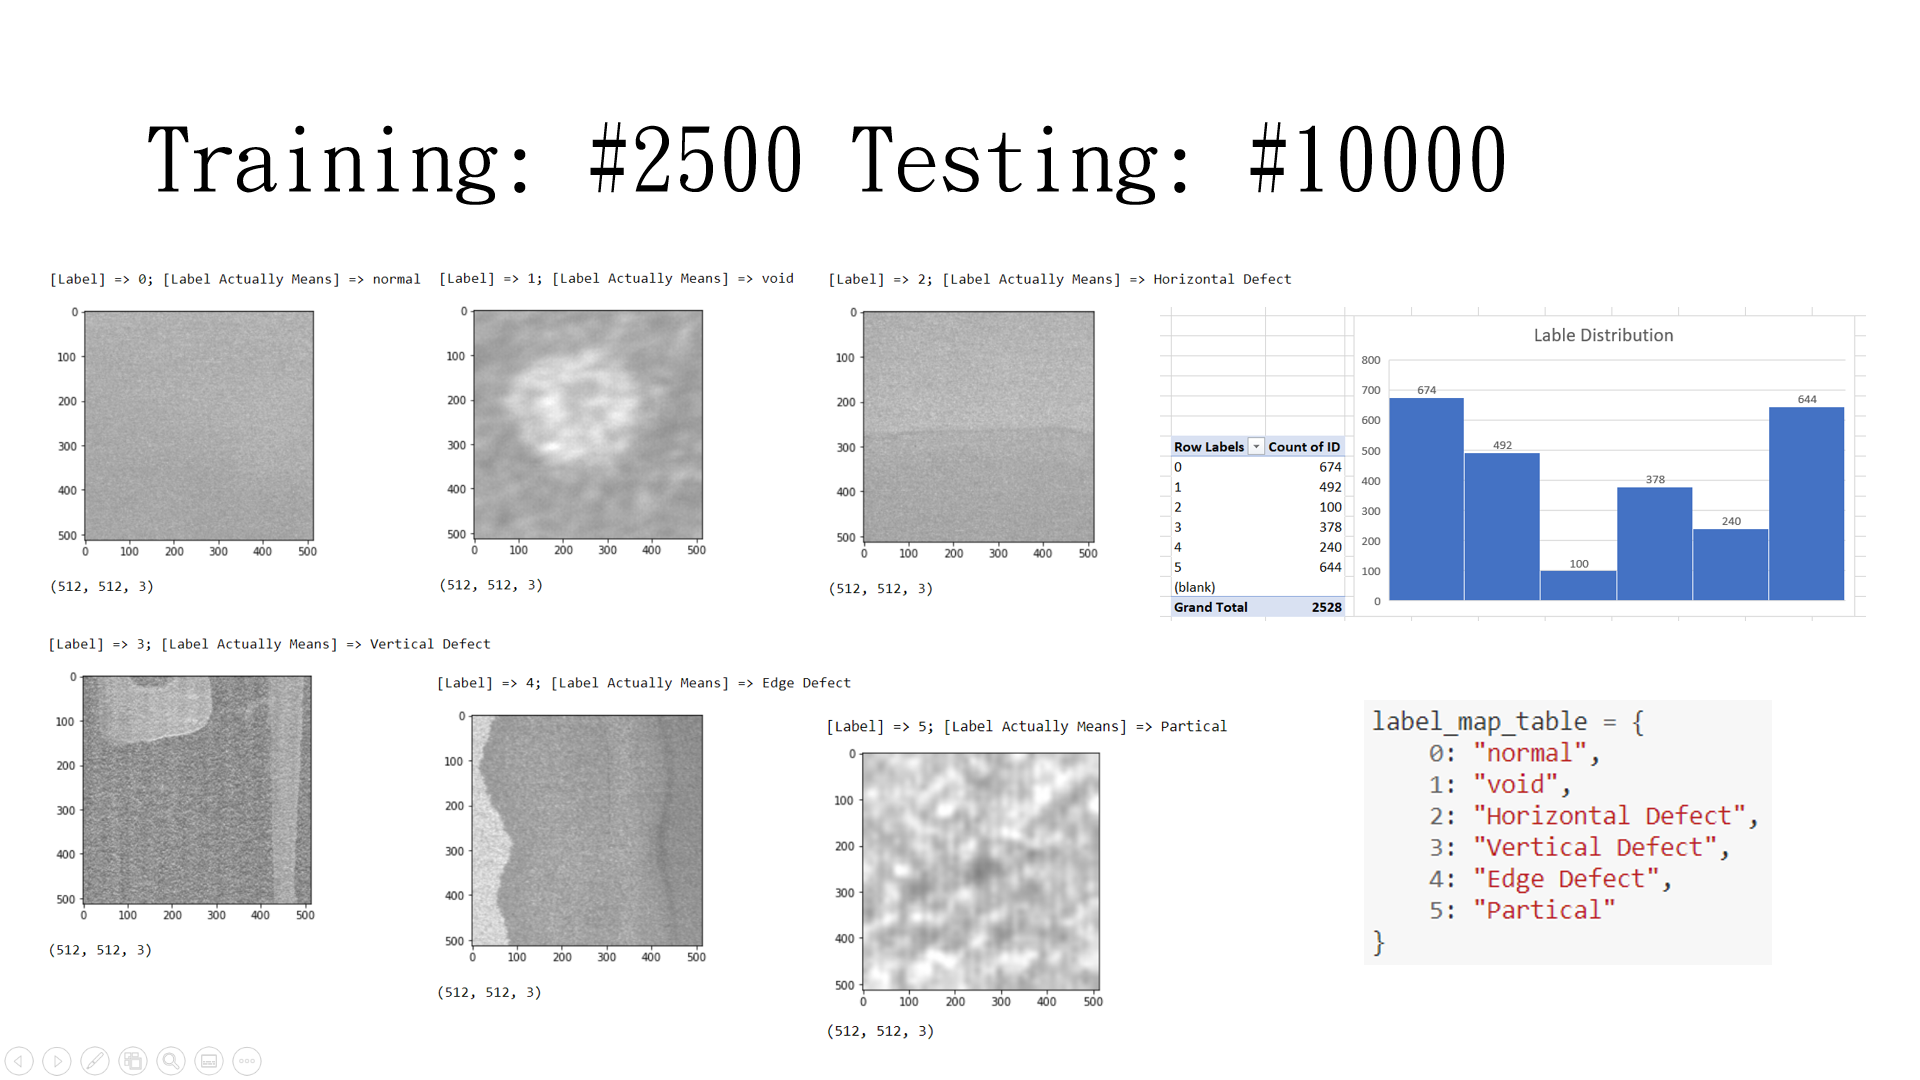 Training: #2500 Testing: #10000
[Label] => 0; [Label Actually Means] => normal
0
100
200
300
400
500
0 100 200 300 400 500
(512, 512, 3)
[Label] => 1; [Label Actually Means] => void
0
100
200
300
400
500
0 100 200 300 400 500
(512, 512, 3)
[Label] => 2; [Label Actually Means] => Horizontal Defect
0
100
200
300
400
500
0 100 200 300 400 500
(512, 512, 3)
Row Labels Count of ID
0 674
1 492
2 100
3 378
4 240
5 644
(blank)
Grand Total 2528
Lable Distribution
800
700
600
500
400
300
200
100
0
674
492
100
378
240
644
[Label] => 3; [Label Actually Means] => Vertical Defect
0
100
200
300
400
500
0 100 200 300 400 500
(512, 512, 3)
[Label] => 4; [Label Actually Means] => Edge Defect
0
100
200
300
400
500
0 100 200 300 400 500
(512, 512, 3)
[Label] => 5; [Label Actually Means] => Partical
0
100
200
300
400
500
0 100 200 300 400 500
(512, 512, 3)
label_map_table = {
0: "normal",
1: "void",
2: "Horizontal Defect",
3: "Vertical Defect",
4: "Edge Defect",
5: "Partical"
}